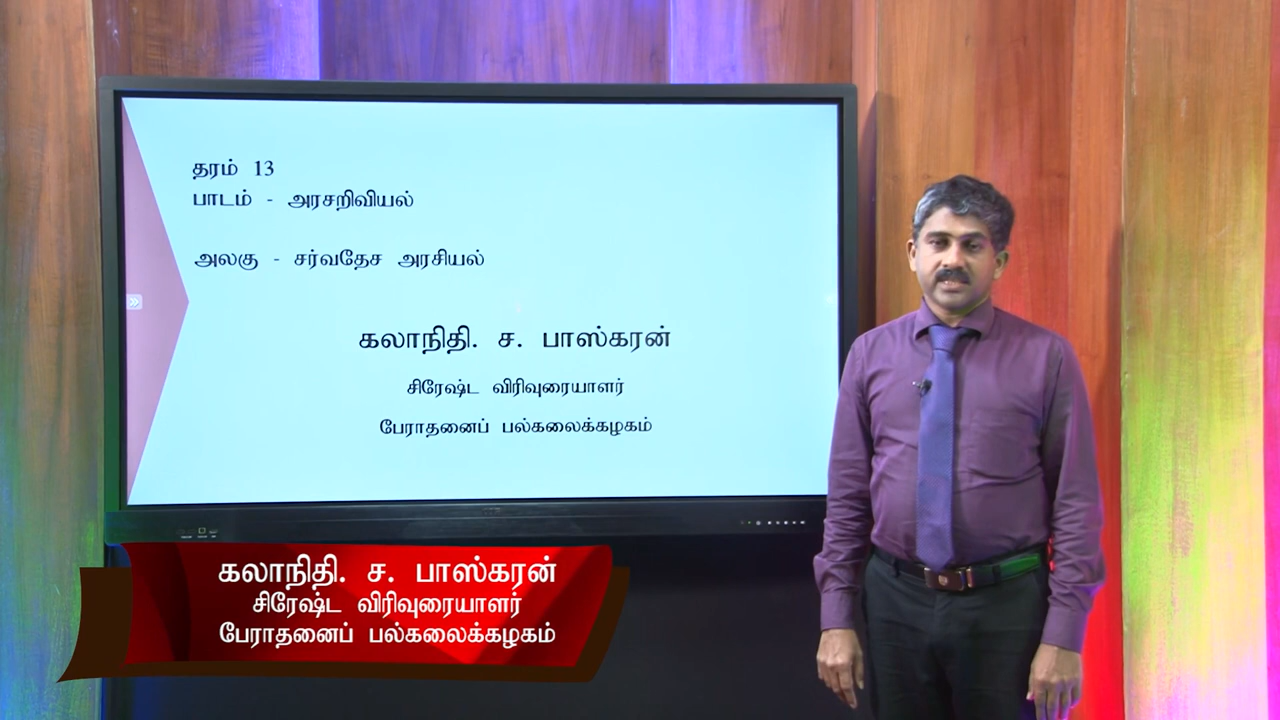 தரம் 13
பாடம் - அரசறிவியல்
அலகு - சர்வதேச அரசியல்
கலாநிதி. ச. பாஸ்கரன்
சிரேஷ்ட விரிவுரையாளர்
பேராதனைப் பல்கலைக்கழகம்
கலாநிதி. ச. பாஸ்கரன்
சிரேஷ்ட விரிவுரையாளர்
பேராதனைப் பல்கலைக்கழகம்